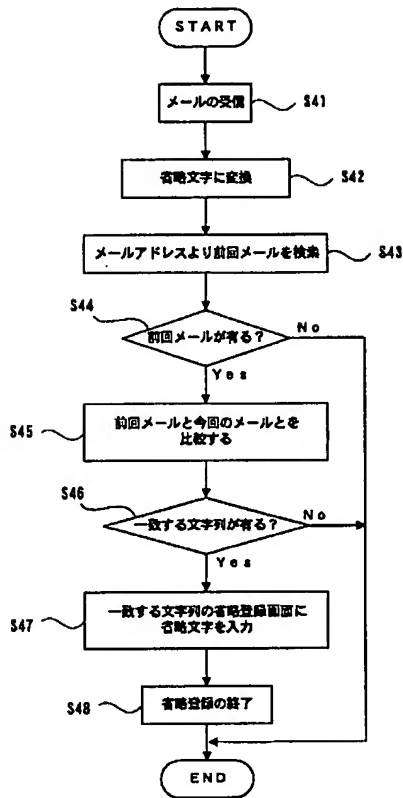 START
メールの受信
S41
省略文字に変換
S42
メールアドレスより前回メールを検索
S43
S44
前回メールが有る?
No
Yes
S45
前回メールと今回のメールとを
比較する
S46
一致する文字列が有る?
No
Yes
S47
一致する文字列の省略登録画面に
省略文字を入力
S48
省略登録の終了
END